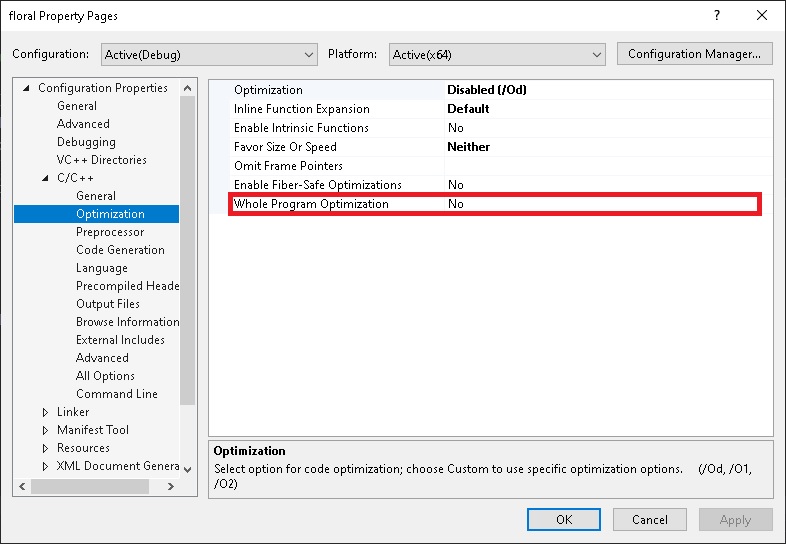 floral Property Pages
Configuration: Active(Debug) Platform: Active(x64) Configuration Manager...
Configuration Properties
General
Advanced
Debugging
VC++ Directories
C/C++
General
Optimization
Preprocessor
Code Generation
Language
Precompiled Heade
Output Files
Browse Information
External Includes
Advanced
All Options
Command Line
Linker
Manifest Tool
Resources
XML Document Genera
Optimization Disabled (/Od)
Inline Function Expansion Default
Enable Intrinsic Functions No
Favor Size Or Speed Neither
Omit Frame Pointers
Enable Fiber-Safe Optimizations No
Whole Program Optimization No
Optimization
Select option for code optimization; choose Custom to use specific optimization options. (/Od, /O1,
/O2)
OK Cancel Apply